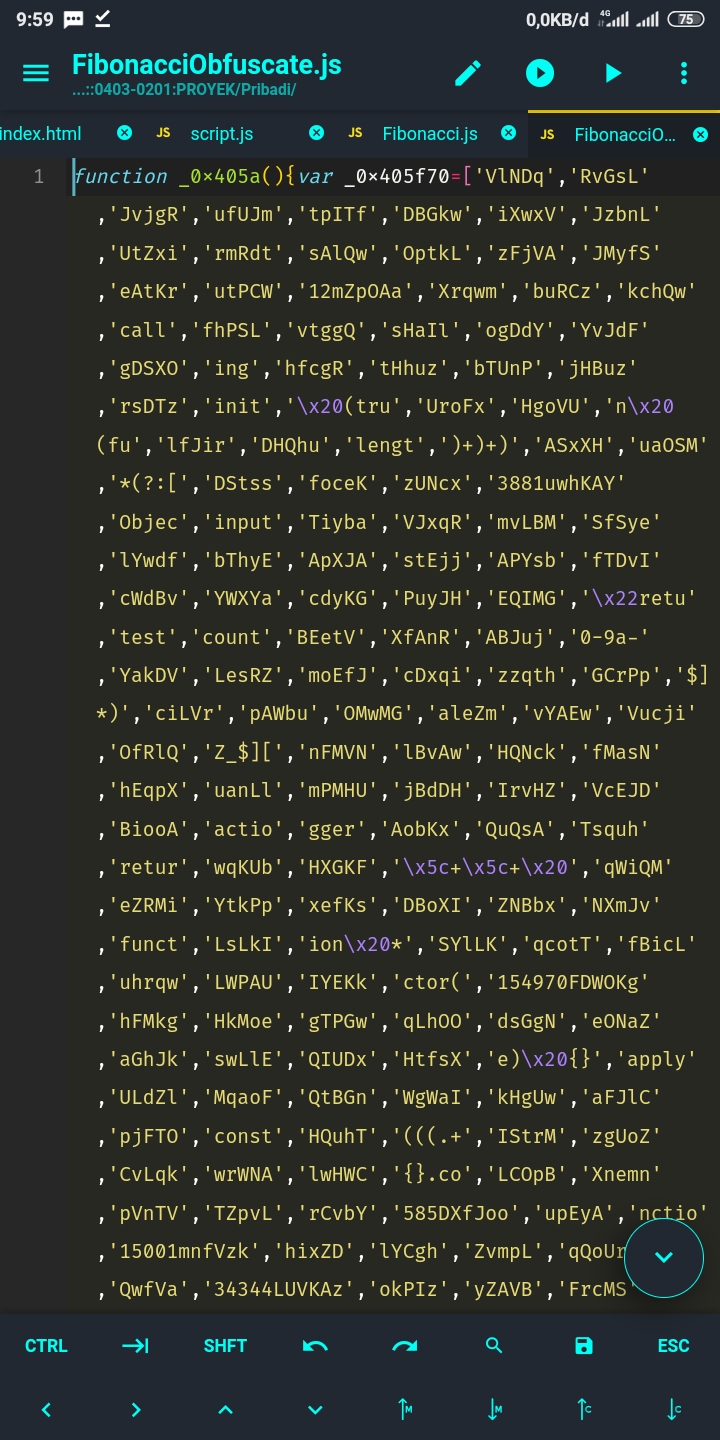 9:59
0,0KB/d 4G 75
FibonacciObfuscate.js
...::0403-0201:PROYEK/Pribadi/
index.html JS script.js JS Fibonacci.js JS FibonacciO...
1 function _0×405a(){var _0×405f70=['VlNDq','RvGsL'
,'JvjgR','ufUJm','tpITf','DBGkw','iXwxV','JzbnL'
,'UtZxi','rmRdt','sAlQw','OptkL','zFjVA','JMyfS'
,'eAtKr','utPCW','12mZpOAa','Xrqwm','buRCz','kchQw'
,'call','fhPSL','vtggQ','sHaIl','ogDdY','YvJdF'
,'gDSXO','ing','hfcgR','tHhuz','bTUnP','jHBuz'
,'rsDTz','init','\x20(tru','UroFx','HgoVU','n\x20
(fu','lfJir','DHQhu','lengt',')+)+)','ASxXH','uaOSM'
,'*(?:[','DStss','foceK','zUNcx','3881uwhKAY'
,'Objec','input','Tiyba','VJxqR','mvLBM','SfSye'
,'lYwdf','bThyE','ApXJA','stEjj','APYsb','fTDvI'
,'cWdBv','YWXYa','cdyKG','PuyJH','EQIMG','\x22retu'
,'test','count','BEetV','XfAnR','ABJuj','0-9a-'
,'YakDV','LesRZ','moEfJ','cDxqi','zzqth','GCrPp','$]
*)','ciLVr','pAWbu','OMwMG','aleZm','vYAEw','Vucji'
,'OfRlQ','Z_$][','nFMVN','lBvAw','HQNck','fMasN'
,'hEqpX','uanLl','mPMHU','jBdDH','IrvHZ','VcEJD'
,'BiooA','actio','gger','AobKx','QuQsA','Tsquh'
,'retur','wqKUb','HXGKF','\x5c+\x5c+\x20','qWiQM'
,'eZRMi','YtkPp','xefKs','DBoXI','ZNBbx','NXmJv'
,'funct','LsLkI','ion\x20*','SYlLK','qcotT','fBicL'
,'uhrqw','LWPAU','IYEKk','ctor(','154970FDWOKg'
,'hFMkg','HkMoe','gTPGw','qLhOO','dsGgN','eONaZ'
,'aGhJk','swLlE','QIUDx','HtfsX','e)\x20{}','apply'
,'ULdZl','MqaoF','QtBGn','WgWaI','kHgUw','aFJlC'
,'pjFTO','const','HQuhT','(((.+','IStrM','zgUoZ'
,'CvLqk','wrWNA','lwHWC','{}.co','LCOpB','Xnemn'
,'pVnTV','TZpvL','rCvbY','585DXfJoo','upEyA','nctio'
,'15001mnfVzk','hixZD','lYCgh','ZvmpL','qQoUr
,'QwfVa','34344LUVKAz','okPIz','yZAVB','FrcMS'
CTRL SHFT ESC
M M C C